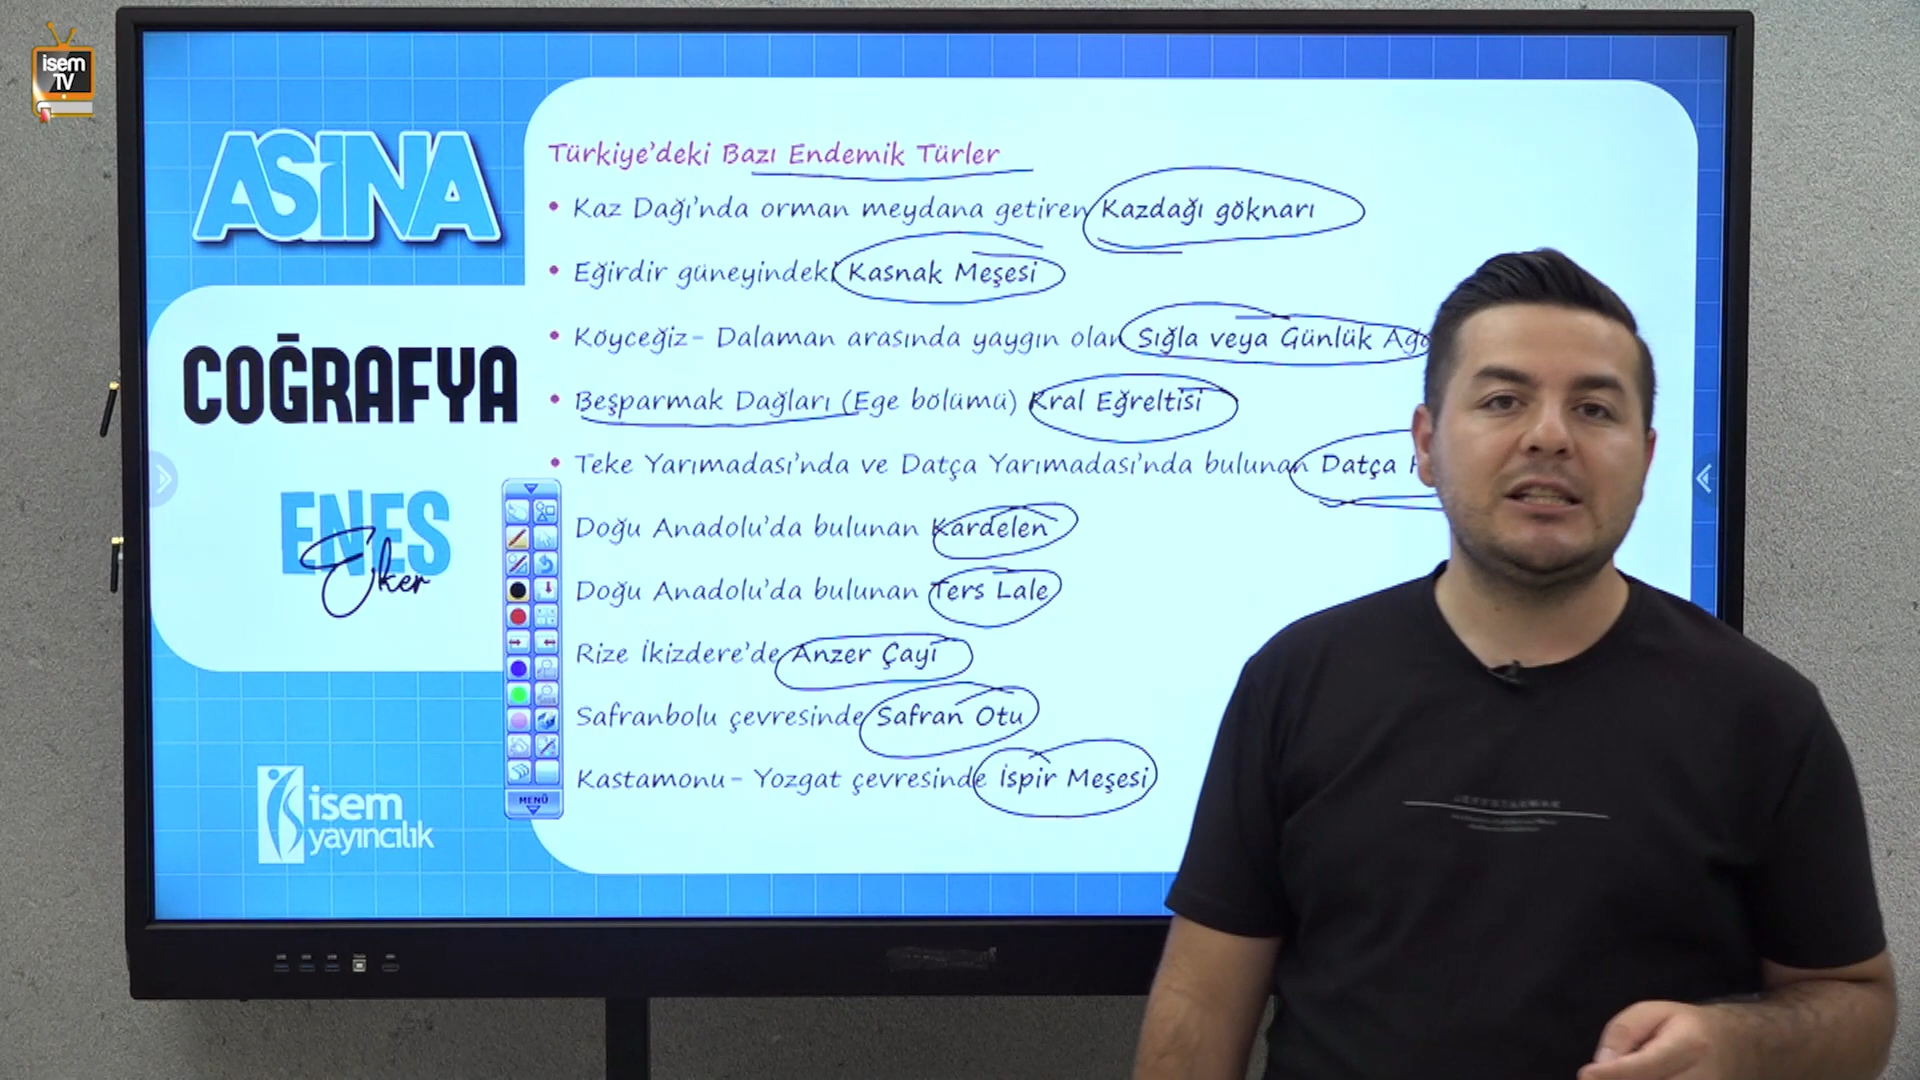 isem
TV
ASİNA
COĞRAFYA
ENES
Eker
isem
yayıncılık
Türkiye'deki Bazı Endemik Türler
• Kaz Dağı'nda orman meydana getiren Kazdağı göknarı
• Eğirdir güneyindeki Kasnak Meşesi
• Köyceğiz- Dalaman arasında yaygın olan Sığla veya Günlük
• Beşparmak Dağları (Ege bölümü) Kral Eğreltisi
• Teke Yarımadası'nda ve Datça Yarımadası'nda bulunan Datça
Doğu Anadolu'da bulunan Kardelen
Doğu Anadolu'da bulunan Ters Lale
Rize İkizdere'de Anzer Çayı
Safranbolu çevresinde Safran Otu
Kastamonu- Yozgat çevresinde İspir Meşesi
MENÜ